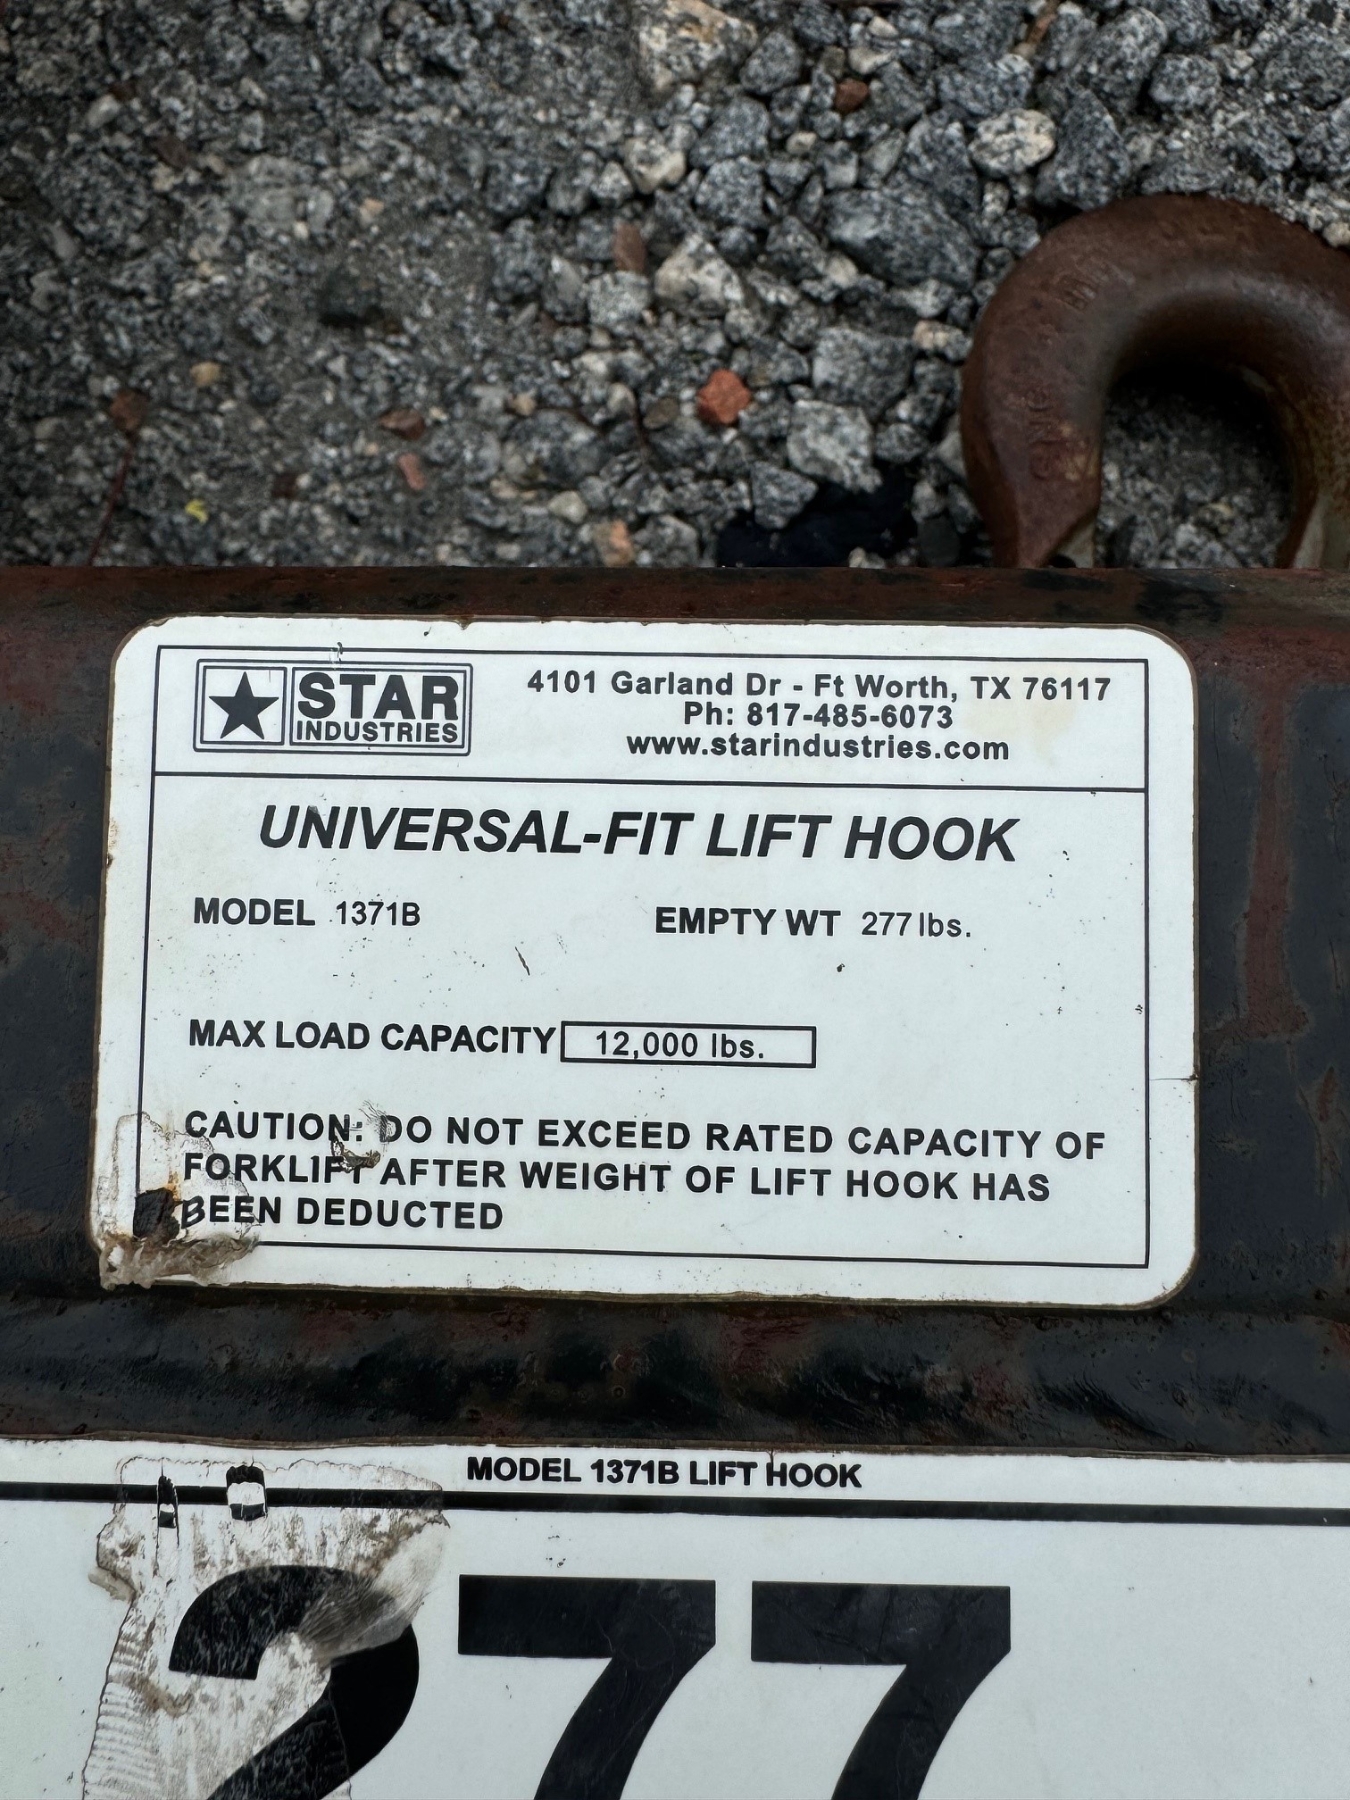 STAR
INDUSTRIES
4101 Garland Dr - Ft Worth, TX 76117
Ph: 817-485-6073
www.starindustries.com
UNIVERSAL-FIT LIFT HOOK
MODEL 1371B
EMPTY WT 277 lbs.
MAX LOAD CAPACITY 12,000 lbs.
CAUTION: DO NOT EXCEED RATED CAPACITY OF
FORKLIFT AFTER WEIGHT OF LIFT HOOK HAS
BEEN DEDUCTED
MODEL 1371B LIFT HOOK
277